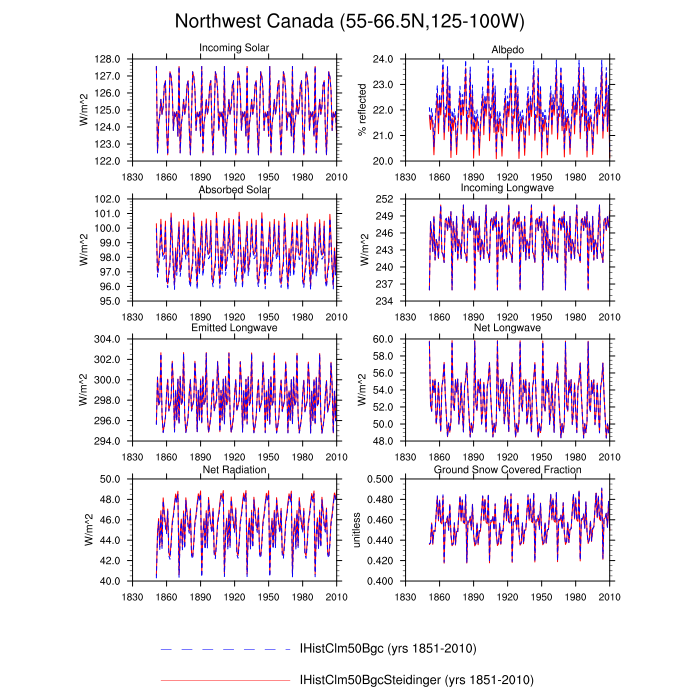 Northwest Canada (55-66.5N,125-100W)
Incoming Solar
W/m^2
128.0
127.0
126.0
125.0
124.0
123.0
122.0
1830 1860 1890 1920 1950 1980 2010
Albedo
% reflected
24.0
23.0
22.0
21.0
20.0
1830 1860 1890 1920 1950 1980 2010
Absorbed Solar
W/m^2
102.0
101.0
100.0
99.0
98.0
97.0
96.0
95.0
1830 1860 1890 1920 1950 1980 2010
Incoming Longwave
W/m^2
252
249
246
243
240
237
234
1830 1860 1890 1920 1950 1980 2010
Emitted Longwave
W/m^2
304.0
302.0
300.0
298.0
296.0
294.0
1830 1860 1890 1920 1950 1980 2010
Net Longwave
W/m^2
60.0
58.0
56.0
54.0
52.0
50.0
48.0
1830 1860 1890 1920 1950 1980 2010
Net Radiation
W/m^2
50.0
48.0
46.0
44.0
42.0
40.0
1830 1860 1890 1920 1950 1980 2010
Ground Snow Covered Fraction
unitless
0.500
0.480
0.460
0.440
0.420
0.400
1830 1860 1890 1920 1950 1980 2010
IHistClm50Bgc (yrs 1851-2010)
IHistClm50BgcSteidinger (yrs 1851-2010)